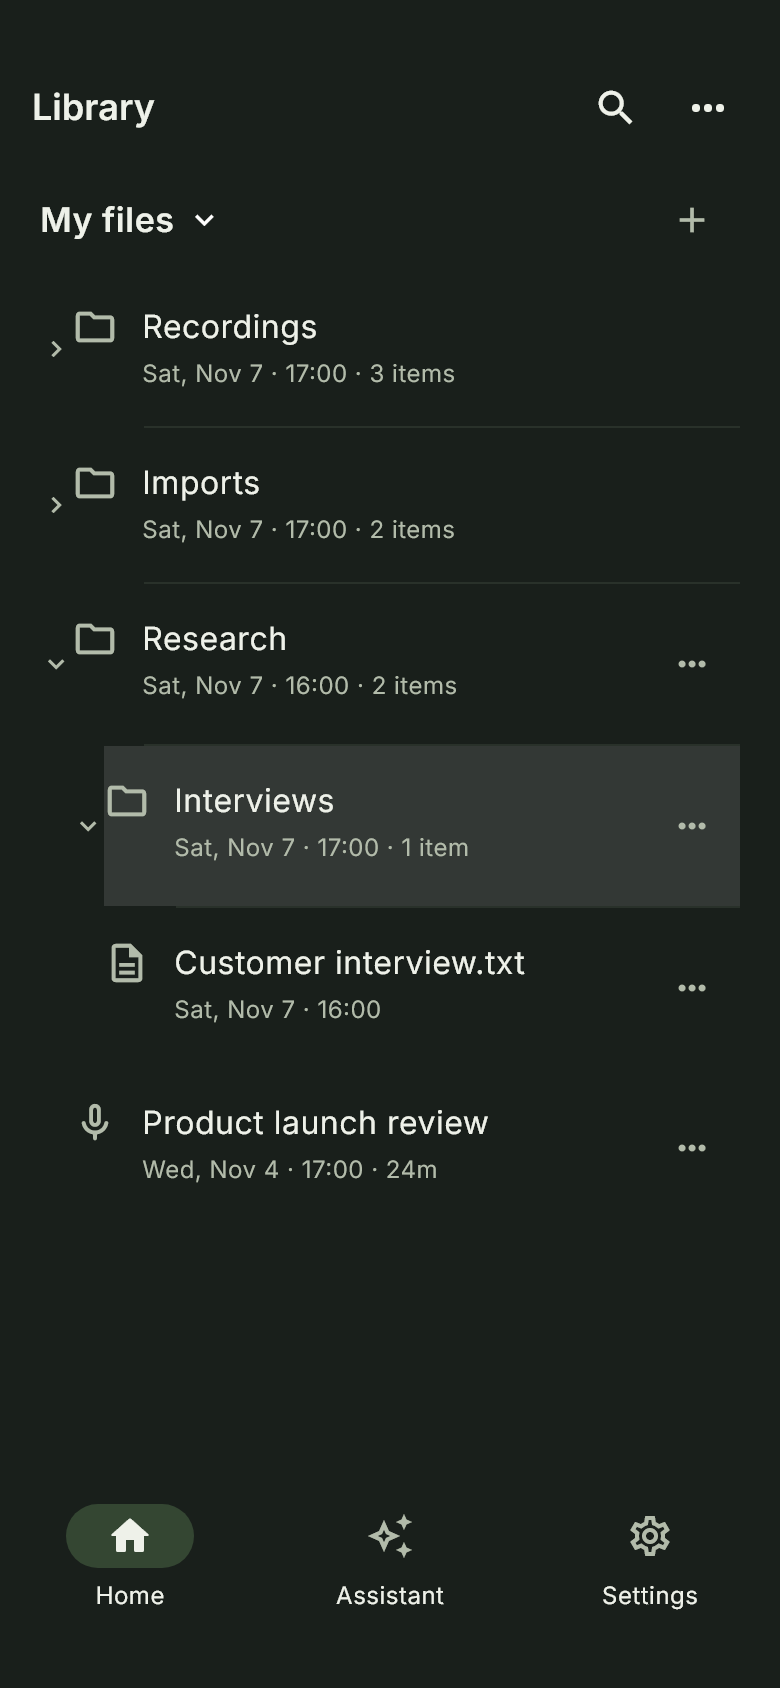 Library
My files
Recordings
Sat, Nov 7 · 17:00 · 3 items
Imports
Sat, Nov 7 · 17:00 · 2 items
Research
Sat, Nov 7 · 16:00 · 2 items
Interviews
Sat, Nov 7 · 17:00 · 1 item
Customer interview.txt
Sat, Nov 7 · 16:00
Product launch review
Wed, Nov 4 · 17:00 · 24m
Home
Assistant
Settings